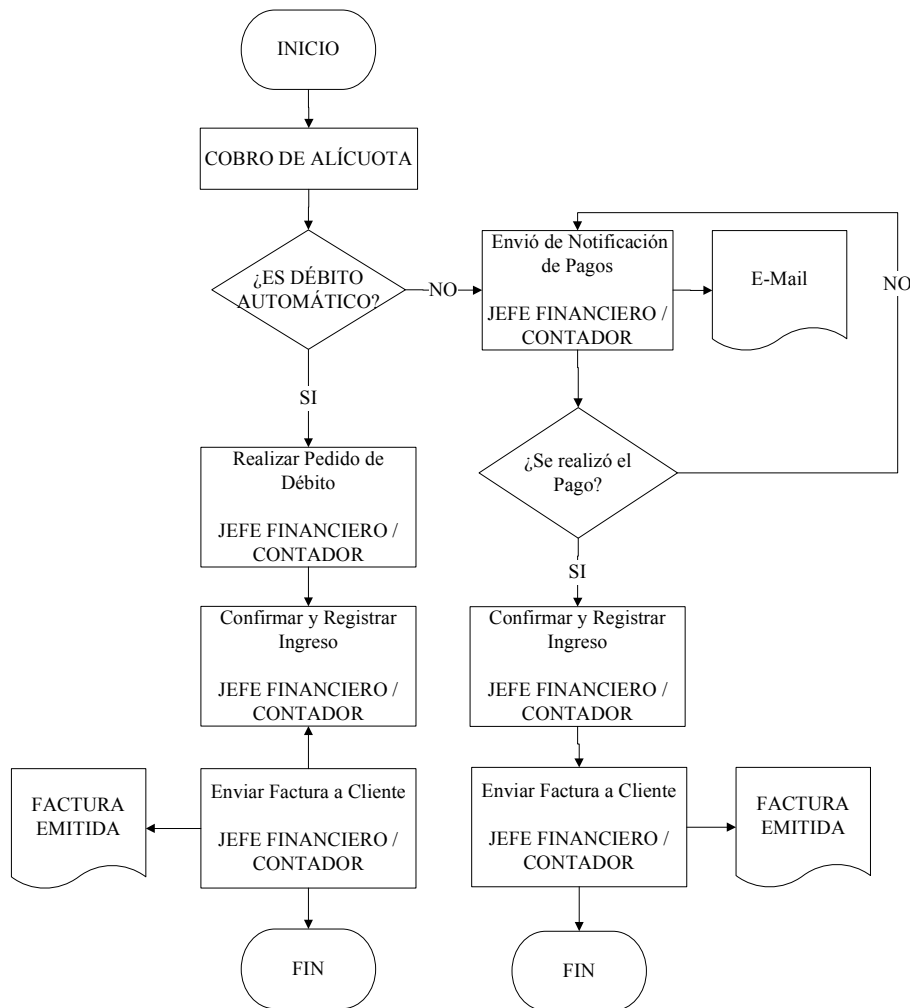 INICIO
COBRO DE ALÍCUOTA
¿ES DÉBITO
AUTOMÁTICO?
NO
Envió de Notificación
de Pagos
JEFE FINANCIERO /
CONTADOR
E-Mail
NO
SI
Realizar Pedido de
Débito
JEFE FINANCIERO /
CONTADOR
¿Se realizó el
Pago?
SI
Confirmar y Registrar
Ingreso
JEFE FINANCIERO /
CONTADOR
Confirmar y Registrar
Ingreso
JEFE FINANCIERO /
CONTADOR
FACTURA
EMITIDA
Enviar Factura a Cliente
JEFE FINANCIERO /
CONTADOR
Enviar Factura a Cliente
JEFE FINANCIERO /
CONTADOR
FACTURA
EMITIDA
FIN
FIN